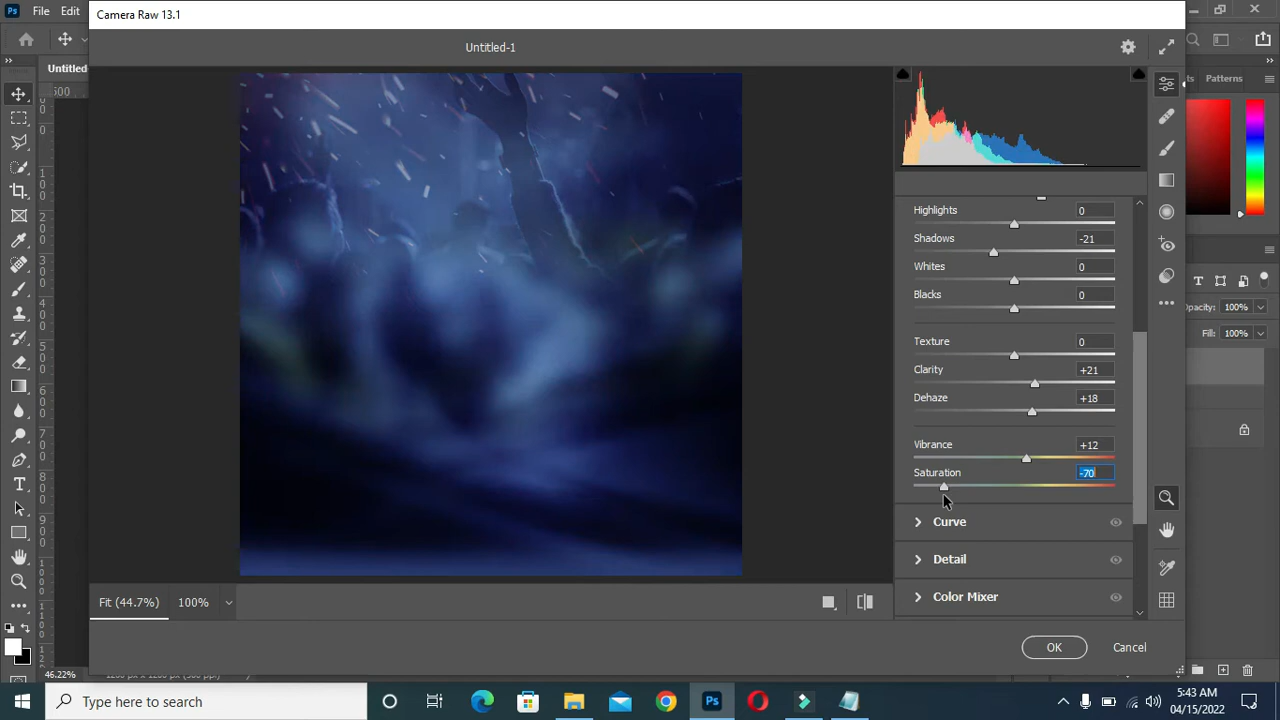 Ps File Edit
Camera Raw 13.1
Untitled-1
Untitled
Patterns
Highlights 0
Shadows -21
Whites 0
Blacks 0
Texture 0
Clarity +21
Dehaze +18
Vibrance +12
Saturation -70
Curve
Detail
Color Mixer
Opacity: 100%
Fill: 100%
Fit (44.7%) 100%
OK Cancel
46.22%
Type here to search
Ps
5:43 AM
04/15/2022